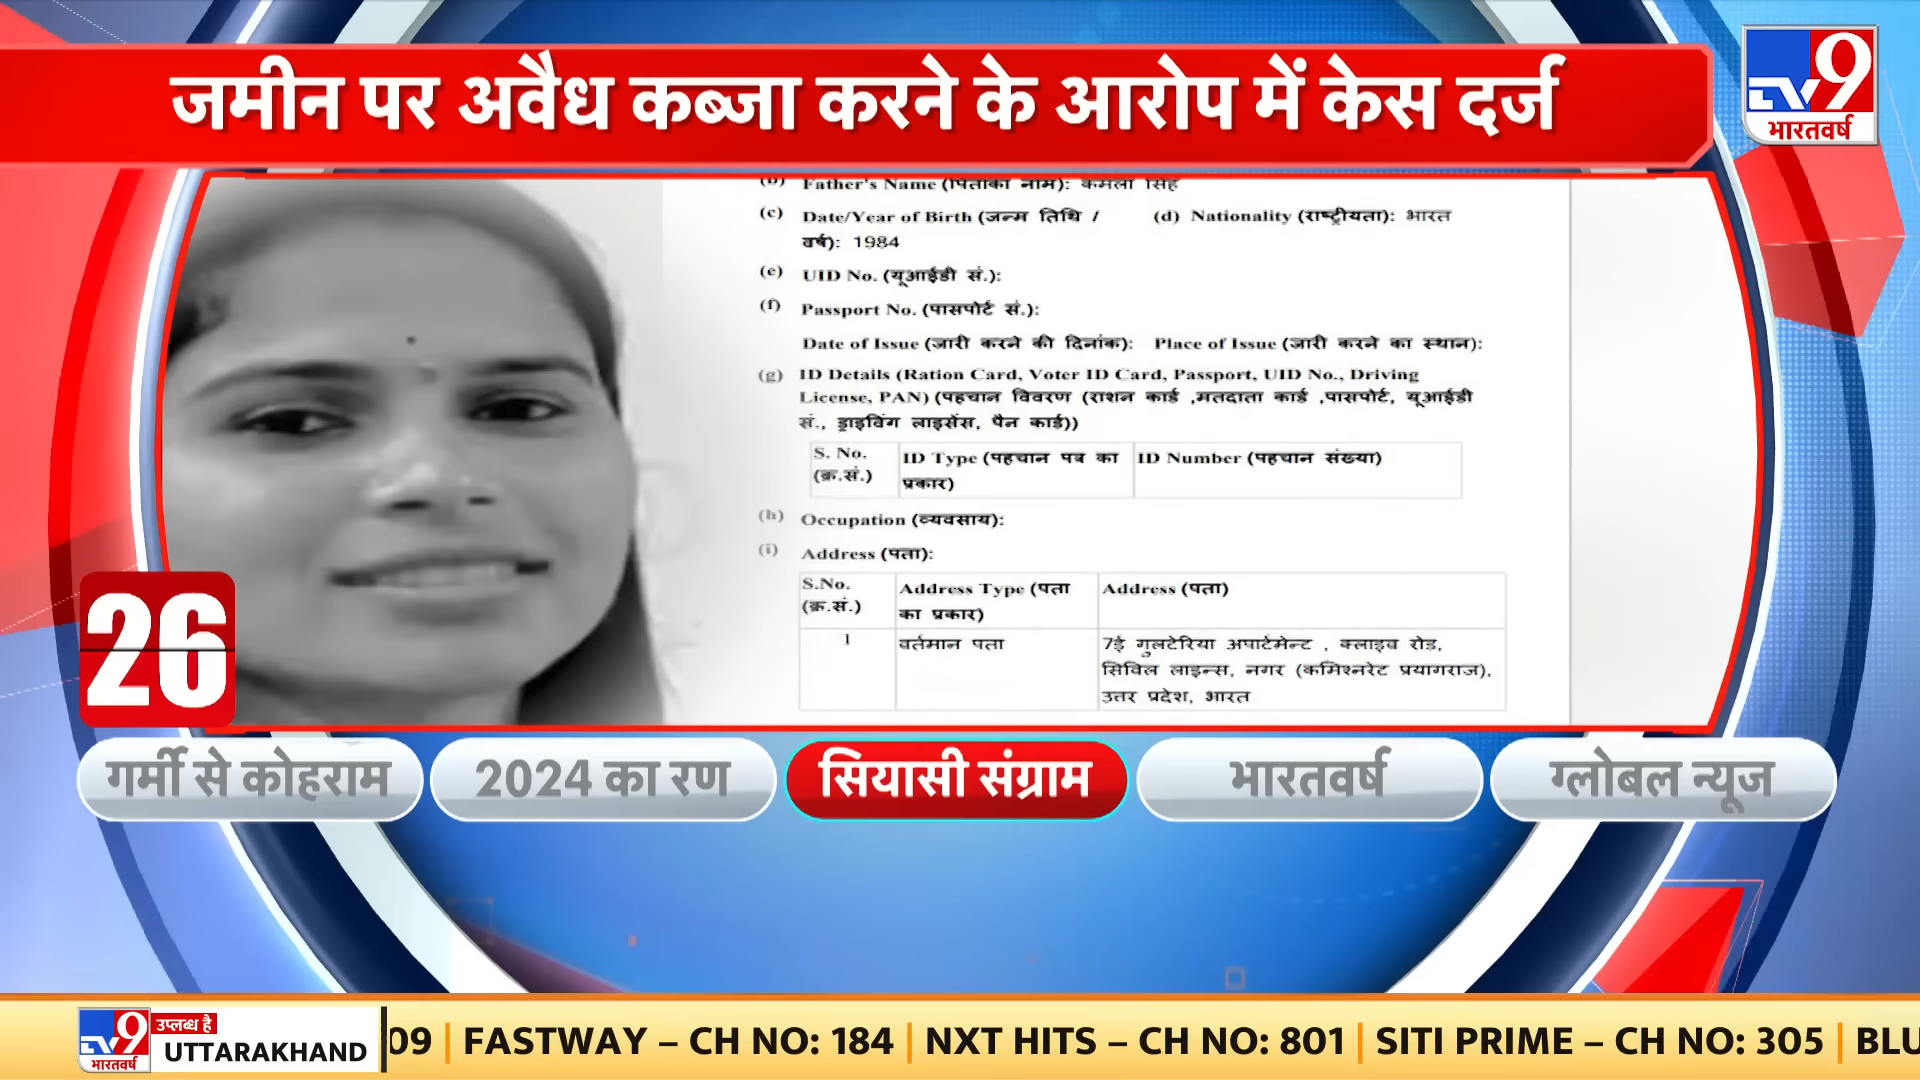 जमीन पर अवैध कब्जा करने के आरोप में केस दर्ज
TV9
भारतवर्ष
(b) Father's Name (पिताका नाम): कमला सिंह
(c) Date/Year of Birth (जन्म तिथि / वर्ष): 1984
(d) Nationality (राष्ट्रीयता): भारत
(e) UID No. (यूआईडी सं.):
(f) Passport No. (पासपोर्ट सं.):
Date of Issue (जारी करने की दिनांक): Place of Issue (जारी करने का स्थान):
(g) ID Details (Ration Card, Voter ID Card, Passport, UID No., Driving
License, PAN) (पहचान विवरण (राशन कार्ड ,मतदाता कार्ड ,पासपोर्ट, यूआईडी
सं., ड्राइविंग लाइसेंस, पैन कार्ड))
S. No. (क्र.सं.)
ID Type (पहचान पत्र का प्रकार)
ID Number (पहचान संख्या)
(h) Occupation (व्यवसाय):
(i) Address (पता):
S.No. (क्र.सं.)
Address Type (पता का प्रकार)
Address (पता)
1
वर्तमान पता
7ई गुलटेरिया अपार्टमेन्ट , क्लाइव रोड,
सिविल लाइन्स, नगर (कमिश्नरेट प्रयागराज),
उत्तर प्रदेश, भारत
26
गर्मी से कोहराम
2024 का रण
सियासी संग्राम
भारतवर्ष
ग्लोबल न्यूज
TV9
भारतवर्ष
उप्लब्ध है
UTTARAKHAND
09 | FASTWAY – CH NO: 184 | NXT HITS – CH NO: 801 | SITI PRIME – CH NO: 305 | BLU